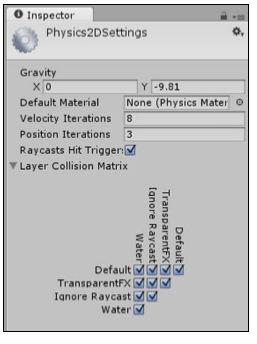 Inspector
Physics2DSettings
Gravity
X 0 Y -9.81
Default Material None (Physics Mater
Velocity Iterations 8
Position Iterations 3
Raycasts Hit Trigger
Layer Collision Matrix
Default
TransparentFX
Ignore Raycast
Water
Default
TransparentFX
Ignore Raycast
Water